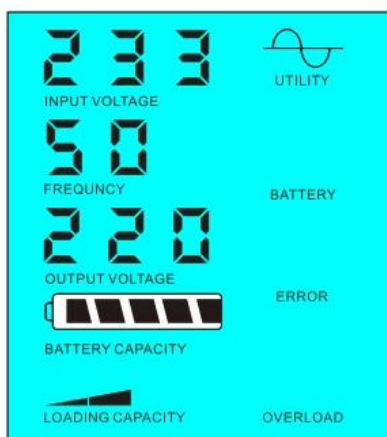 233
INPUT VOLTAGE
UTILITY
50
FREQUNCY
BATTERY
220
OUTPUT VOLTAGE
ERROR
BATTERY CAPACITY
LOADING CAPACITY
OVERLOAD